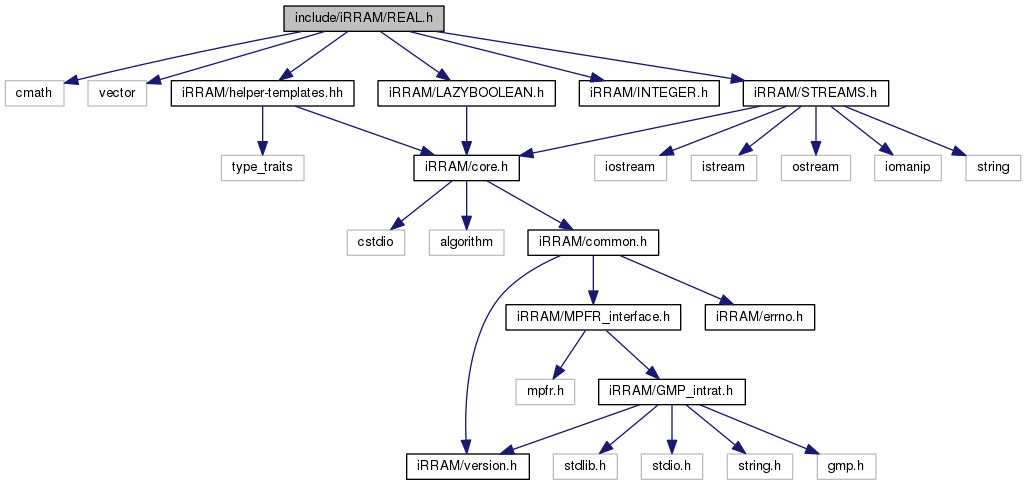 include/iRRAM/REAL.h
cmath
vector
iRRAM/helper-templates.hh
iRRAM/LAZYBOOLEAN.h
iRRAM/INTEGER.h
iRRAM/STREAMS.h
type_traits
iRRAM/core.h
iostream
istream
ostream
iomanip
string
cstdio
algorithm
iRRAM/common.h
iRRAM/MPFR_interface.h
iRRAM/errno.h
mpfr.h
iRRAM/GMP_intrat.h
iRRAM/version.h
stdlib.h
stdio.h
string.h
gmp.h